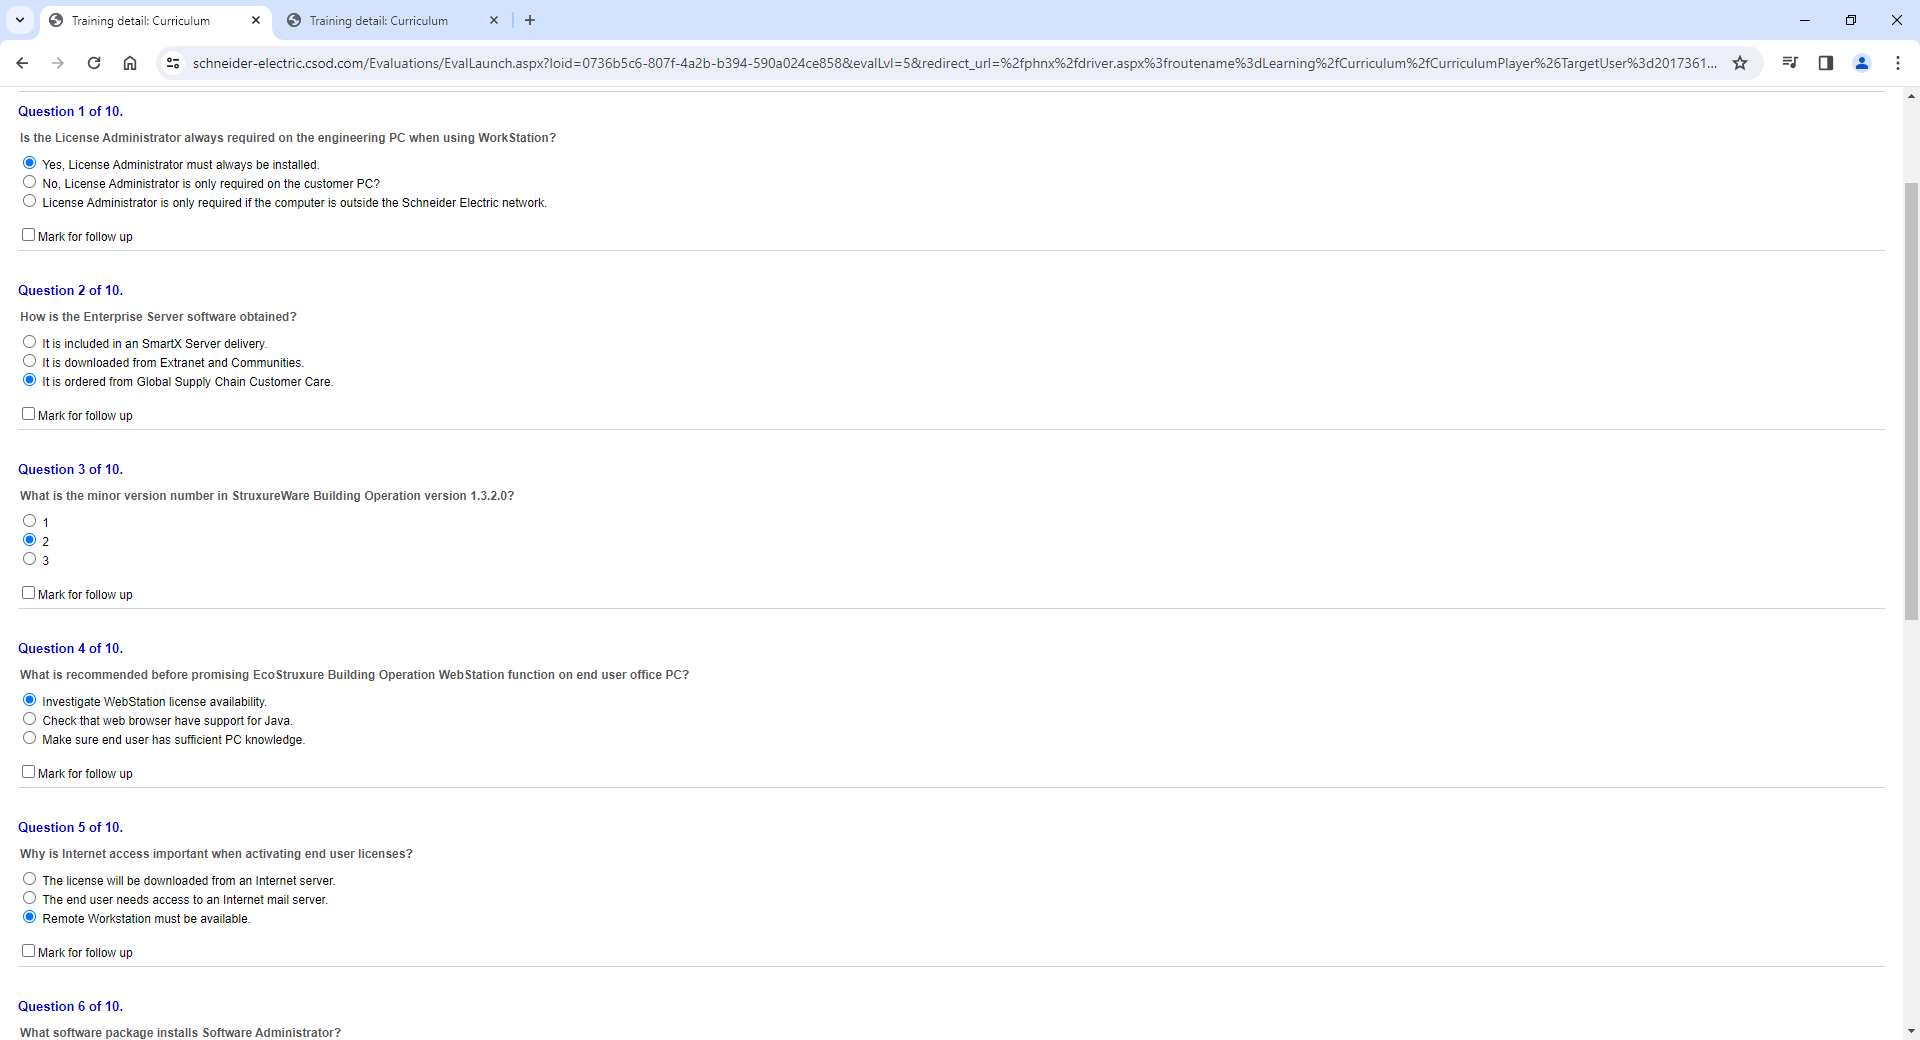 Training detail: Curriculum
Training detail: Curriculum
schneider-electric.csod.com/Evaluations/EvalLaunch.aspx?loid=0736b5c6-807f-4a2b-b394-590a024ce858&evalLvl=5&redirect_url=%2fphnx%2fdriver.aspx%3froutename%3dLearning%2fCurriculum%2fCurriculumPlayer%26TargetUser%3d2017361...
Question 1 of 10.
Is the License Administrator always required on the engineering PC when using WorkStation?
Yes, License Administrator must always be installed.
No, License Administrator is only required on the customer PC?
License Administrator is only required if the computer is outside the Schneider Electric network.
Mark for follow up
Question 2 of 10.
How is the Enterprise Server software obtained?
It is included in an SmartX Server delivery.
It is downloaded from Extranet and Communities.
It is ordered from Global Supply Chain Customer Care.
Mark for follow up
Question 3 of 10.
What is the minor version number in StruxureWare Building Operation version 1.3.2.0?
1
2
3
Mark for follow up
Question 4 of 10.
What is recommended before promising EcoStruxure Building Operation WebStation function on end user office PC?
Investigate WebStation license availability.
Check that web browser have support for Java.
Make sure end user has sufficient PC knowledge.
Mark for follow up
Question 5 of 10.
Why is Internet access important when activating end user licenses?
The license will be downloaded from an Internet server.
The end user needs access to an Internet mail server.
Remote Workstation must be available.
Mark for follow up
Question 6 of 10.
What software package installs Software Administrator?